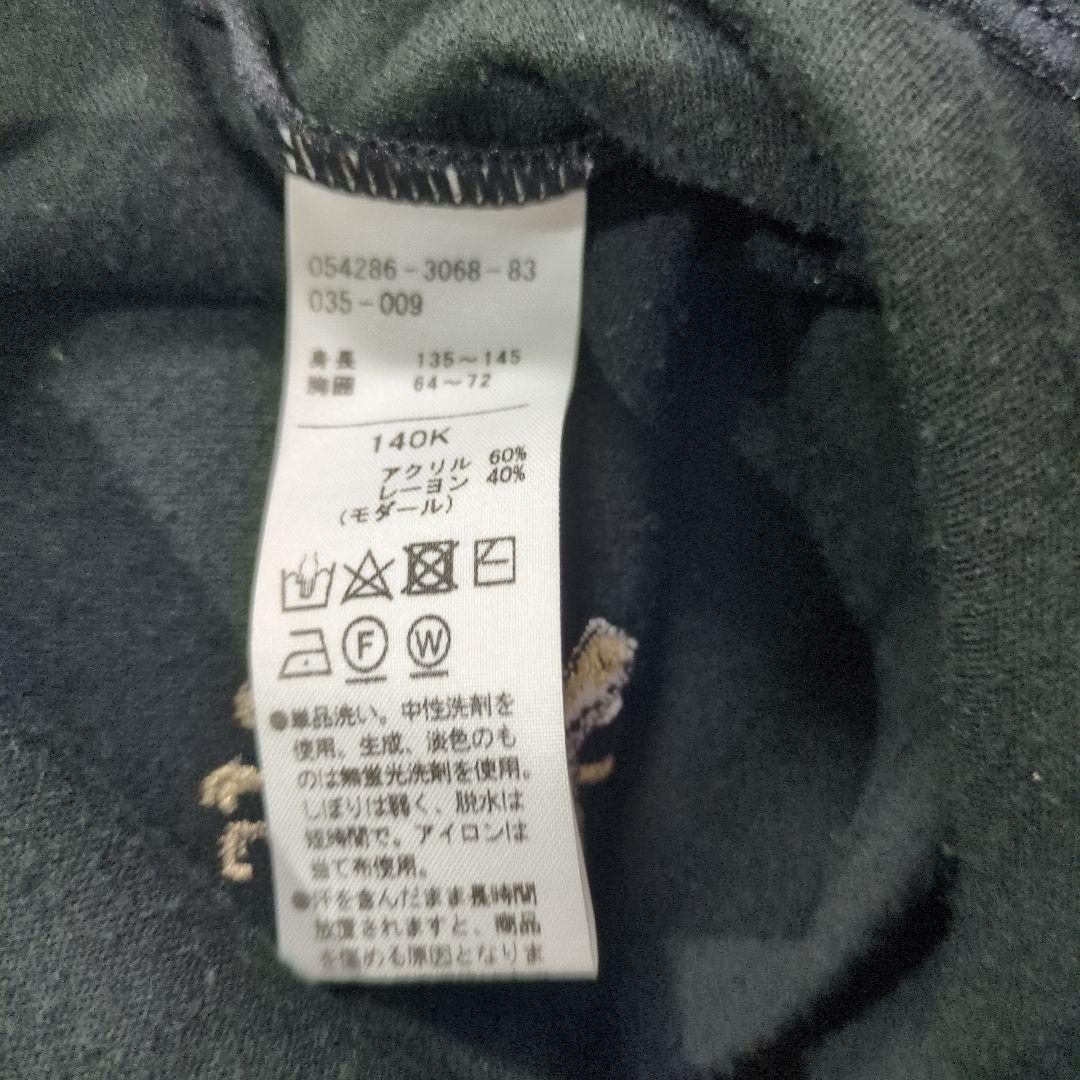 054286-3068-83
035-009
身長 135~145
胸囲 64~72
140K
アクリル 60%
レーヨン 40%
(モダール)
F W
●単品洗い。中性洗剤を
使用。生成、淡色のも
のは無蛍光洗剤を使用。
しぼりは弱く、脱水は
短時間で。アイロンは
当て布使用。
●汗を含んだまま長時間
放置されますと、商品
を傷める原因となりま